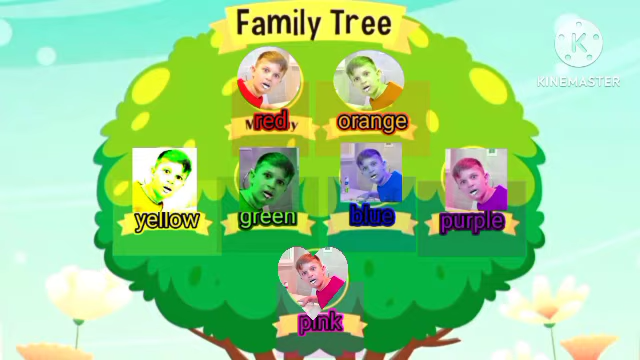 Family Tree
KINEMASTER
red
orange
yellow
green
blue
purple
pink